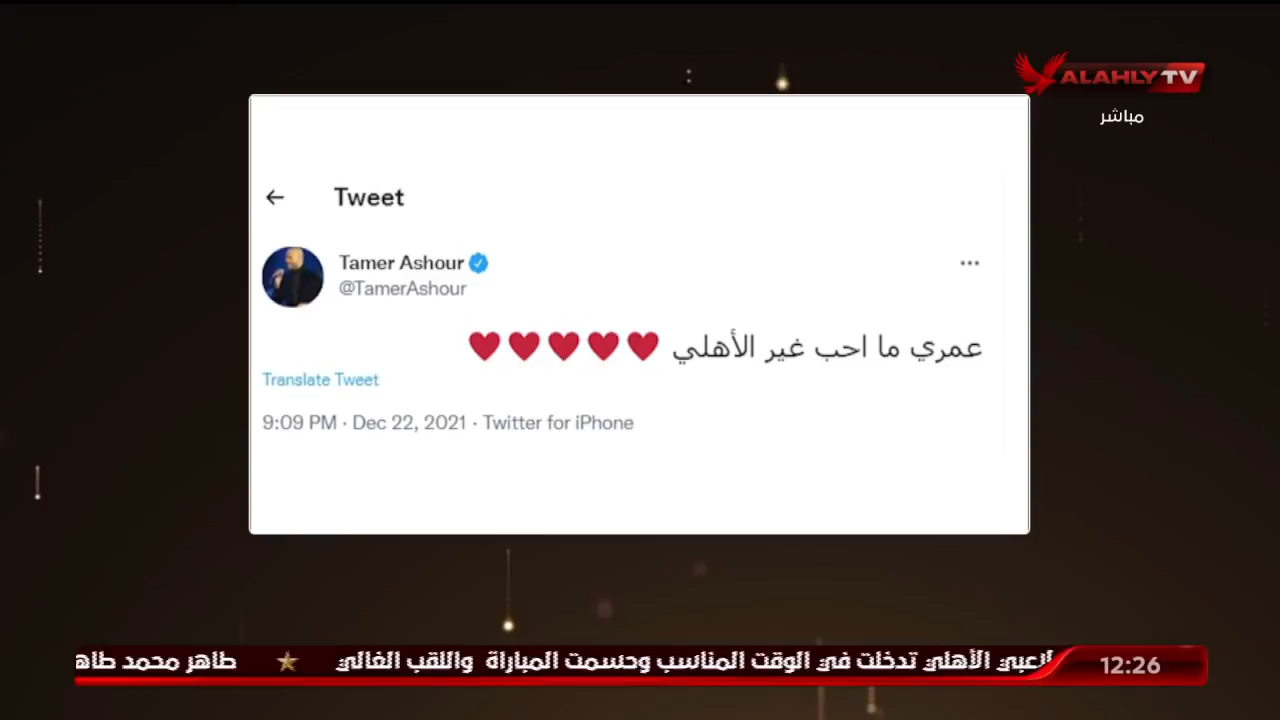 ALAHLY TV
مباشر
Tweet
Tamer Ashour
@TamerAshour
عمري ما احب غير الأهلي ♥♥♥♥♥
Translate Tweet
9:09 PM · Dec 22, 2021 · Twitter for iPhone
لاعبي الأهلي تدخلت في الوقت المناسب وحسمت المباراة واللقب الغالي ★ طاهر محمد طاه
12:26